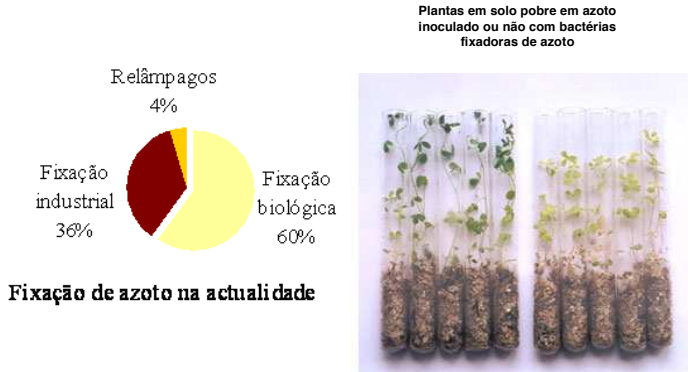 Plantas em solo pobre em azoto
inoculado ou não com bactérias
fixadoras de azoto
Relâmpagos
4%
Fixação
industrial
36%
Fixação
biológica
60%
Fixação de azoto na actualidade